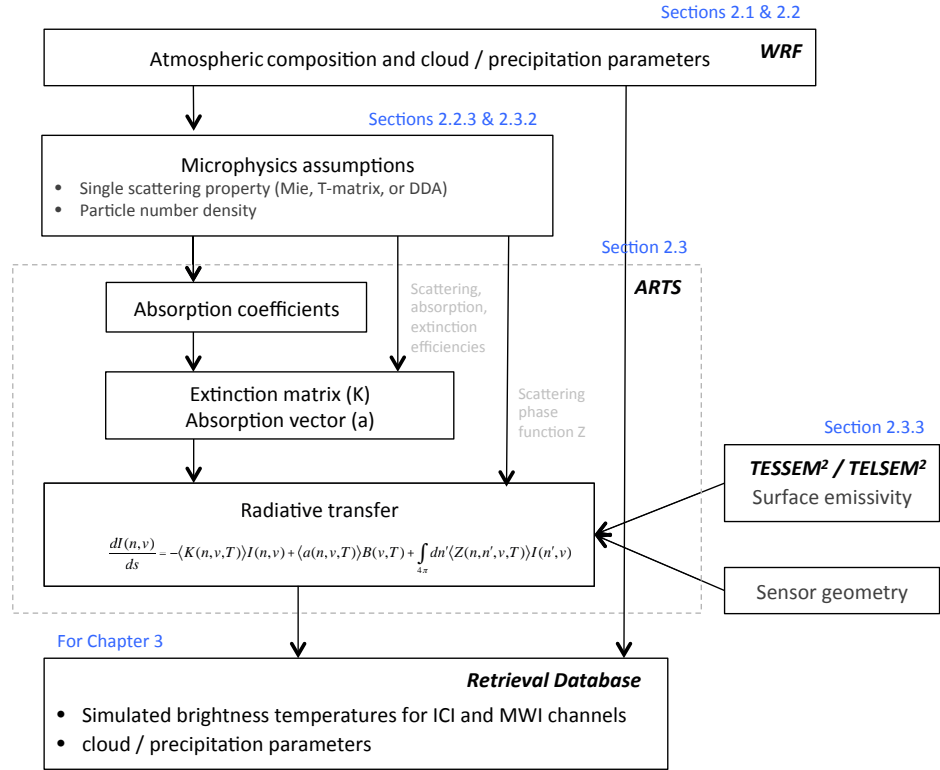 Sections 2.1 & 2.2
WRF
Atmospheric composition and cloud / precipitation parameters
Sections 2.2.3 & 2.3.2
Microphysics assumptions
• Single scattering property (Mie, T-matrix, or DDA)
• Particle number density
Section 2.3
ARTS
Absorption coefficients
Scattering,
absorption,
extinction
efficiencies
Extinction matrix (K)
Absorption vector (a)
Scattering
phase
function Z
Section 2.3.3
TESSEM² / TELSEM²
Surface emissivity
Radiative transfer
dI(n,v)/ds = −⟨K(n,v,T)⟩I(n,v) + ⟨a(n,v,T)⟩B(v,T) + ∫4π dn′⟨Z(n,n′,v,T)⟩I(n′,v)
Sensor geometry
For Chapter 3
Retrieval Database
• Simulated brightness temperatures for ICI and MWI channels
• cloud / precipitation parameters